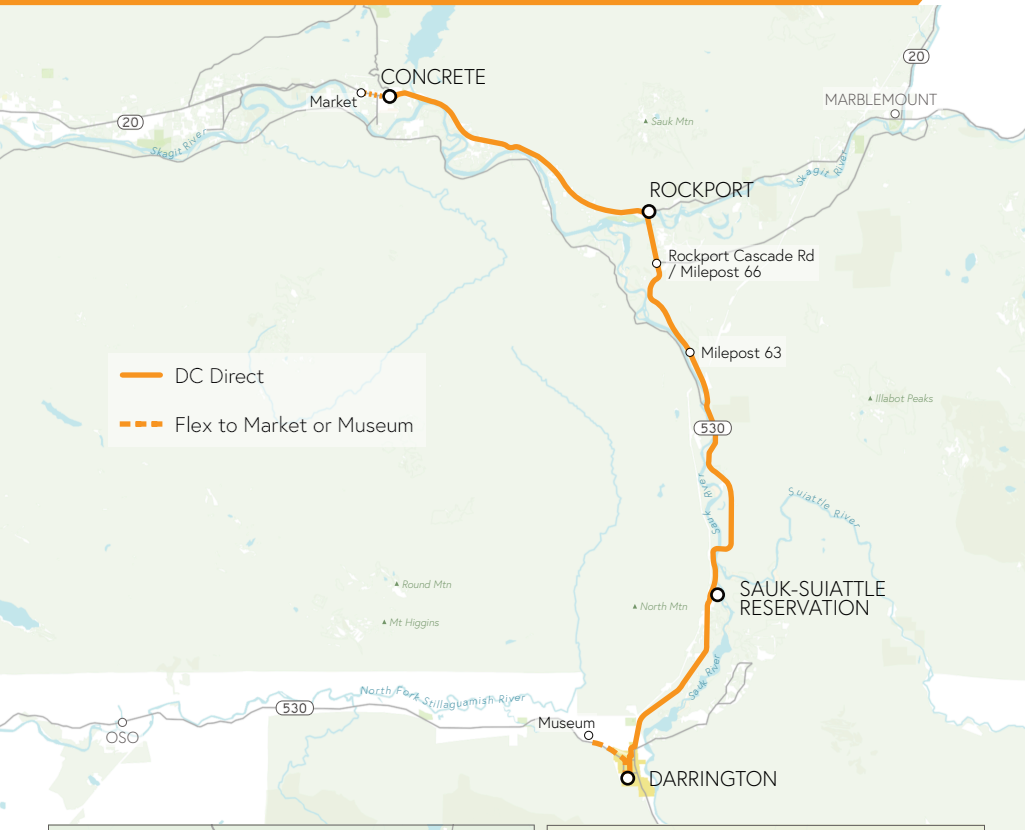 20
CONCRETE
Market
MARBLEMOUNT
20
Sauk Mtn
Skagit River
Skagit River
ROCKPORT
Rockport Cascade Rd
/ Milepost 66
Milepost 63
DC Direct
Illabot Peaks
Flex to Market or Museum
530
Sauk River
Suiattle River
Round Mtn
SAUK-SUIATTLE
RESERVATION
North Mtn
Mt Higgins
Sauk River
North Fork Stillaguamish River
530
Museum
OSO
DARRINGTON